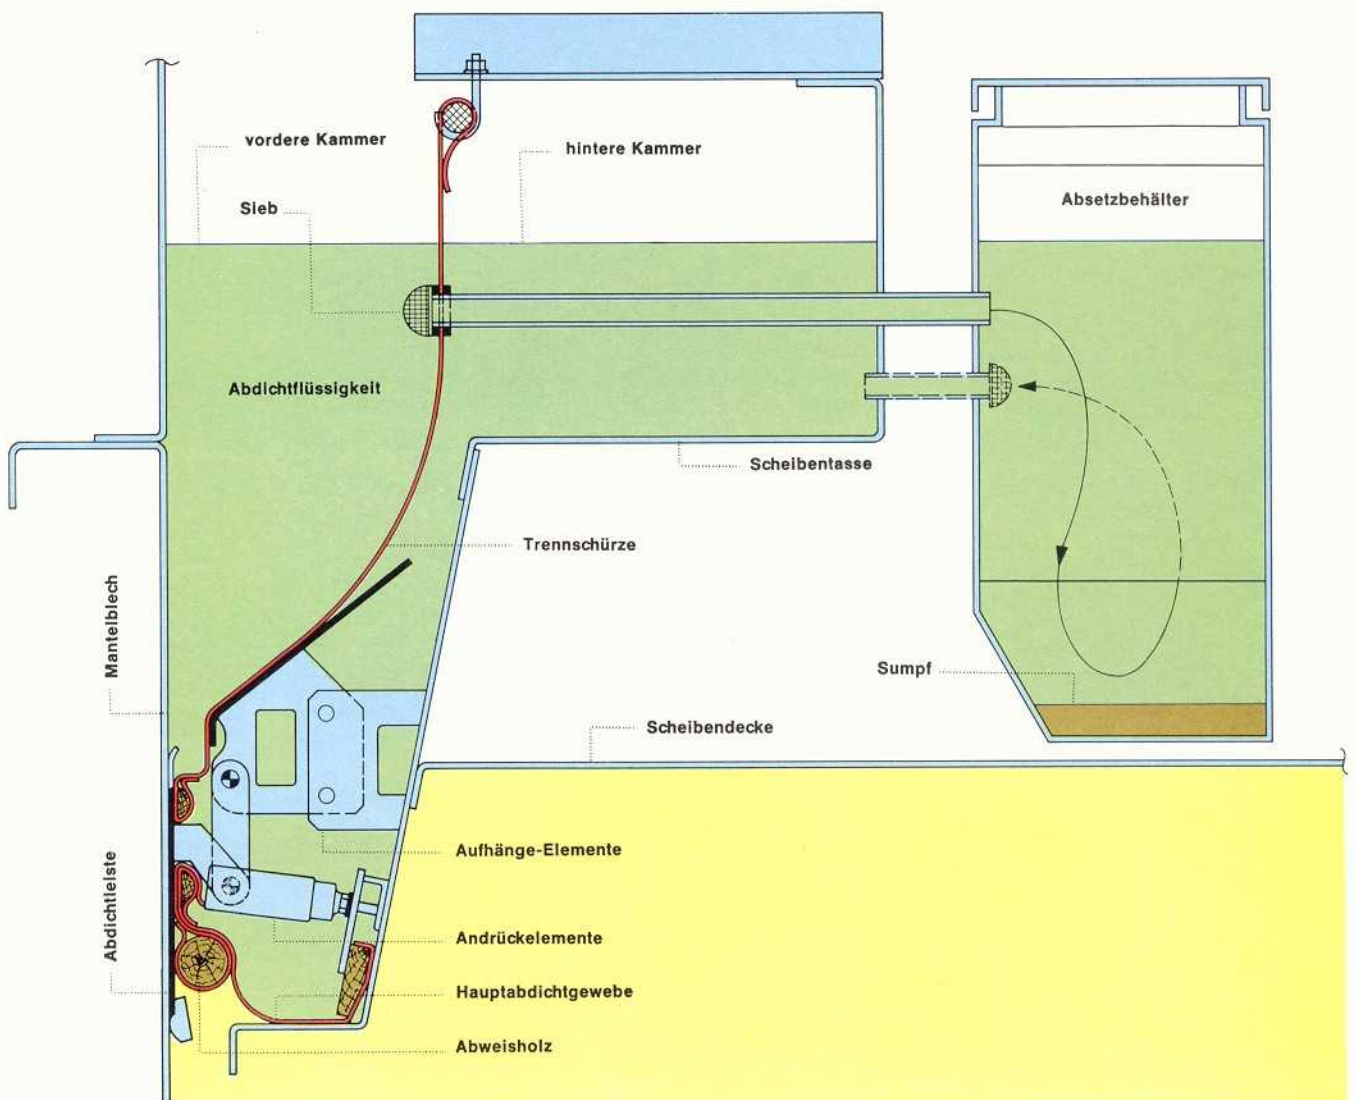 vordere Kammer
hintere Kammer
Sieb
Absetzbehälter
Abdichtflüssigkeit
Scheibentasse
Trennschürze
Mantelblech
Sumpf
Scheibendecke
Aufhänge-Elemente
Abdichtleiste
Andrückelemente
Hauptabdichtgewebe
Abweisholz